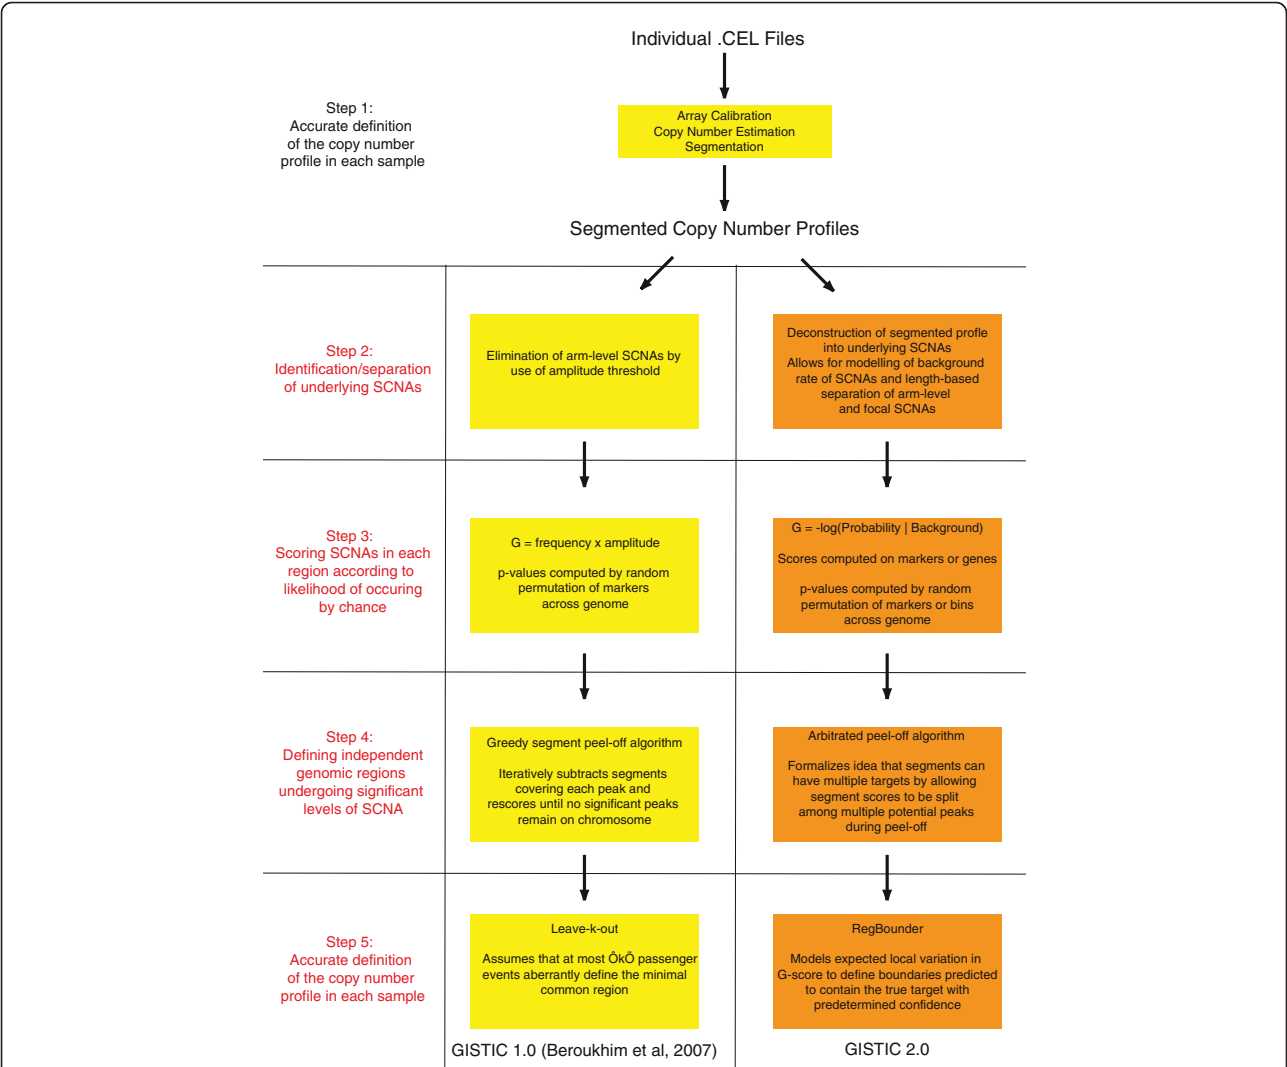 Individual .CEL Files
Step 1:
Accurate definition
of the copy number
profile in each sample
Array Calibration
Copy Number Estimation
Segmentation
Segmented Copy Number Profiles
Step 2:
Identification/separation
of underlying SCNAs
Elimination of arm-level SCNAs by
use of amplitude threshold
Deconstruction of segmented profle
into underlying SCNAs
Allows for modelling of background
rate of SCNAs and length-based
separation of arm-level
and focal SCNAs
Step 3:
Scoring SCNAs in each
region according to
likelihood of occuring
by chance
G = frequency x amplitude
p-values computed by random
permutation of markers
across genome
G = -log(Probability | Background)
Scores computed on markers or genes
p-values computed by random
permutation of markers or bins
across genome
Step 4:
Defining independent
genomic regions
undergoing significant
levels of SCNA
Greedy segment peel-off algorithm
Iteratively subtracts segments
covering each peak and
rescores until no significant peaks
remain on chromosome
Arbitrated peel-off algorithm
Formalizes idea that segments can
have multiple targets by allowing
segment scores to be split
among multiple potential peaks
during peel-off
Step 5:
Accurate definition
of the copy number
profile in each sample
Leave-k-out
Assumes that at most ÔkÕ passenger
events aberrantly define the minimal
common region
RegBounder
Models expected local variation in
G-score to define boundaries predicted
to contain the true target with
predetermined confidence
GISTIC 1.0 (Beroukhim et al, 2007)
GISTIC 2.0